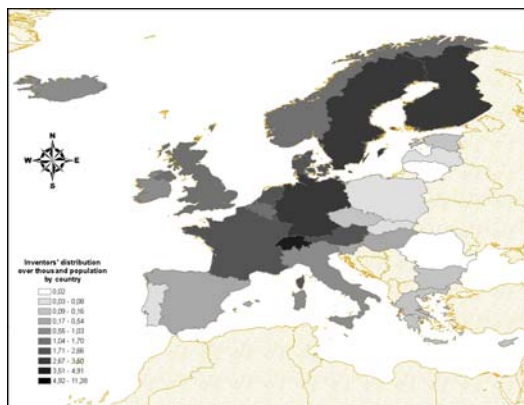 N
W E
S
Inventors' distribution
over thousand population
by country
0,02
0,03 - 0,08
0,09 - 0,16
0,17 - 0,54
0,55 - 1,03
1,04 - 1,70
1,71 - 2,66
2,67 - 3,50
3,51 - 4,91
4,92 - 11,38